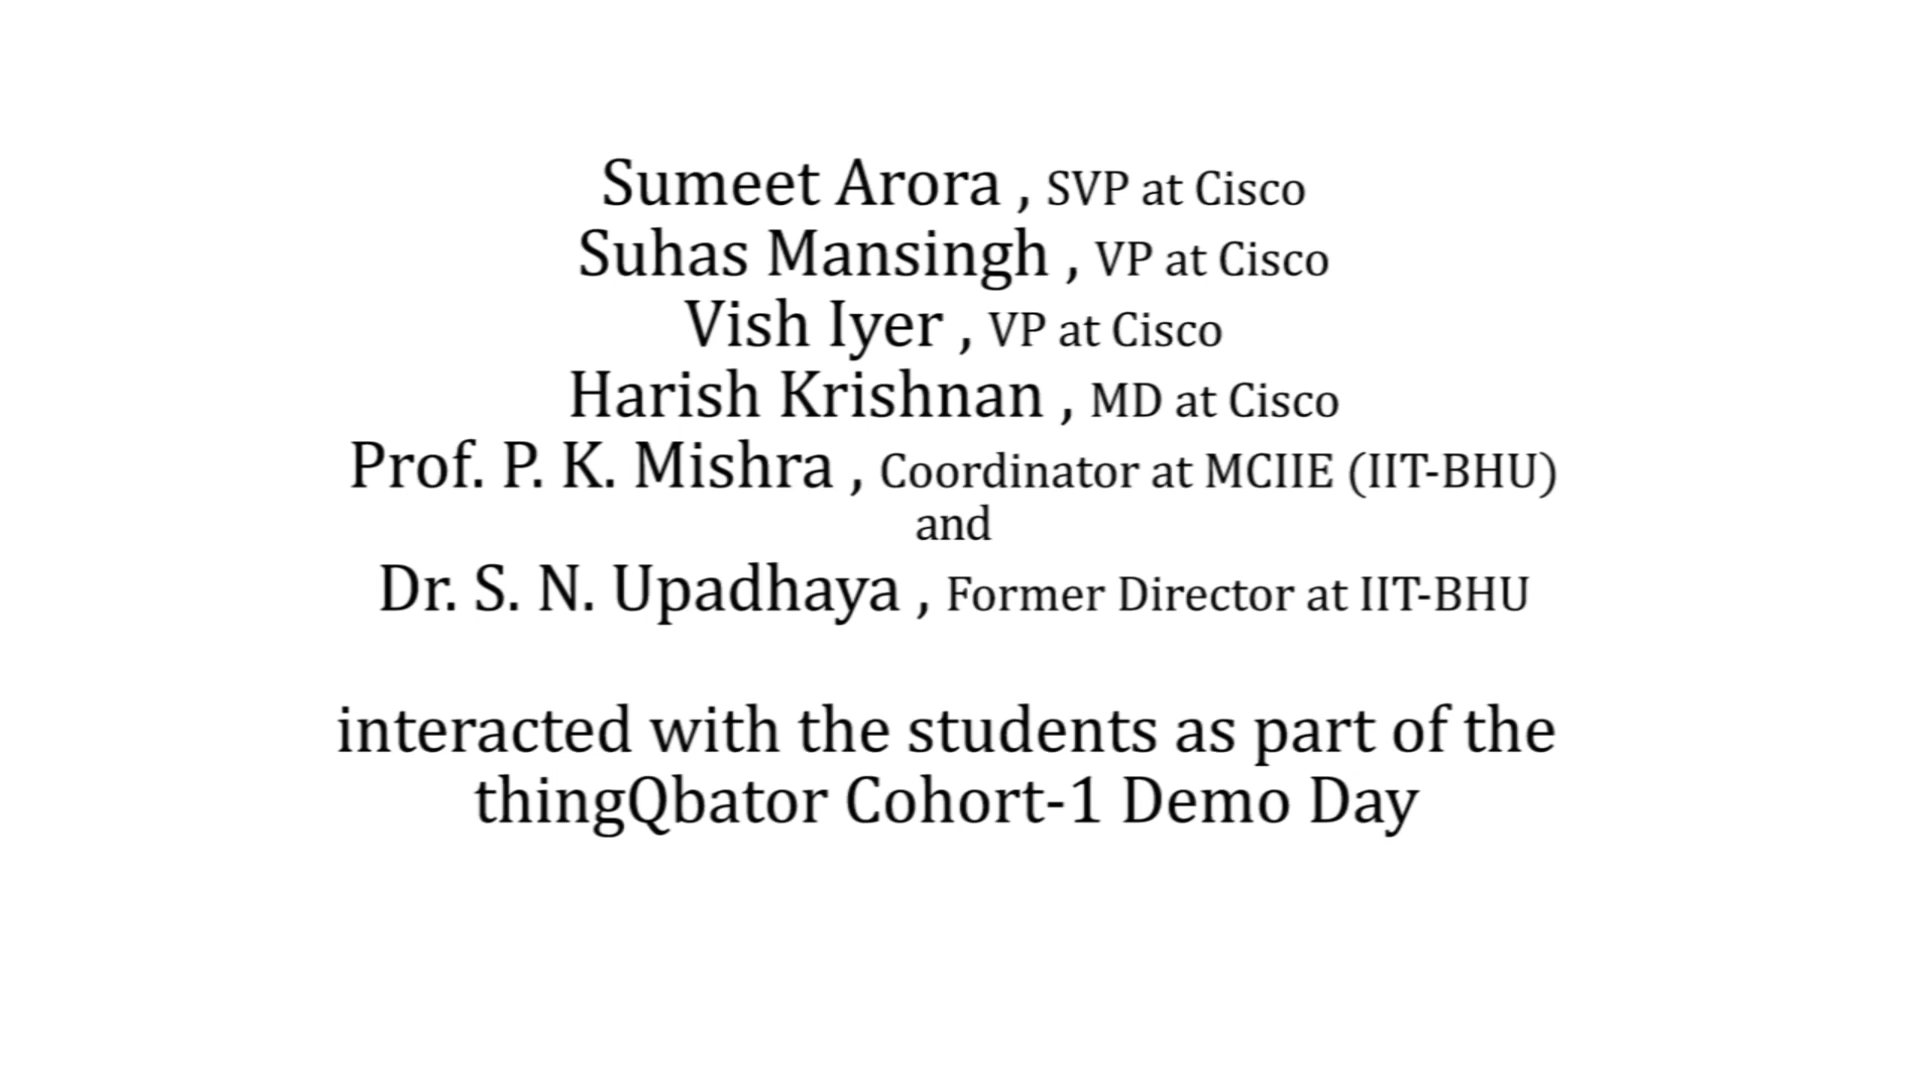 Sumeet Arora , SVP at Cisco
Suhas Mansingh , VP at Cisco
Vish Iyer , VP at Cisco
Harish Krishnan , MD at Cisco
Prof. P. K. Mishra , Coordinator at MCIIE (IIT-BHU)
and
Dr. S. N. Upadhaya , Former Director at IIT-BHU
interacted with the students as part of the
thingQbator Cohort-1 Demo Day